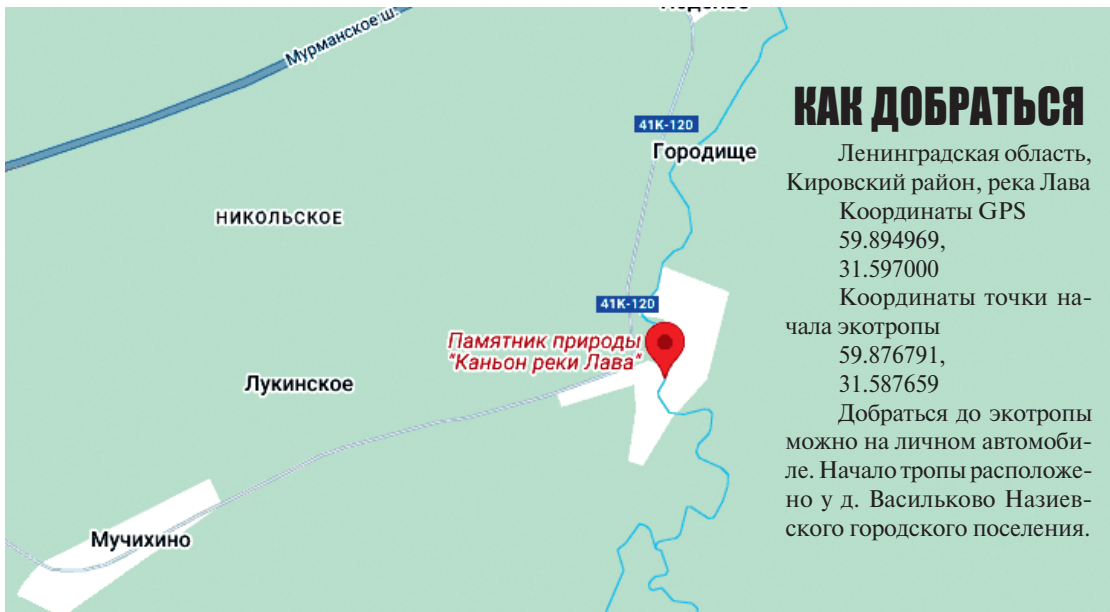 Мурманское ш.
41К-120
Городище
НИКОЛЬСКОЕ
41К-120
Памятник природы
"Каньон реки Лава"
Лукинское
Мучихино
КАК ДОБРАТЬСЯ
Ленинградская область,
Кировский район, река Лава
Координаты GPS
59.894969,
31.597000
Координаты точки на-
чала экотропы
59.876791,
31.587659
Добраться до экотропы
можно на личном автомоби-
ле. Начало тропы расположе-
но у д. Васильково Назиев-
ского городского поселения.